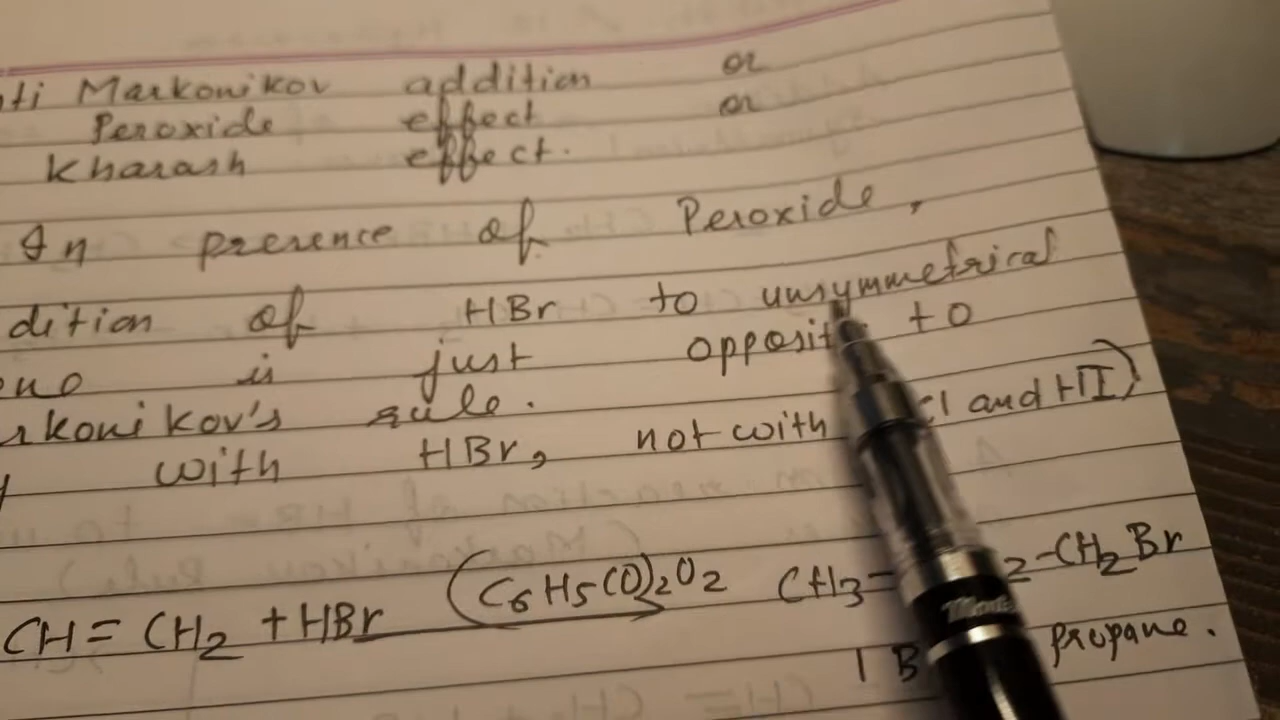 ti Markonikov addition or
Peroxide effect or
Kharash effect.
In presence of Peroxide,
dition of HBr to unsymmetrical
ene is just opposit to
rkonikov's rule.
with HBr, not with Cl and HI)
CH = CH2 + HBr (C6H5CO)2O2 CH3- 2-CH2Br
1 B propane.